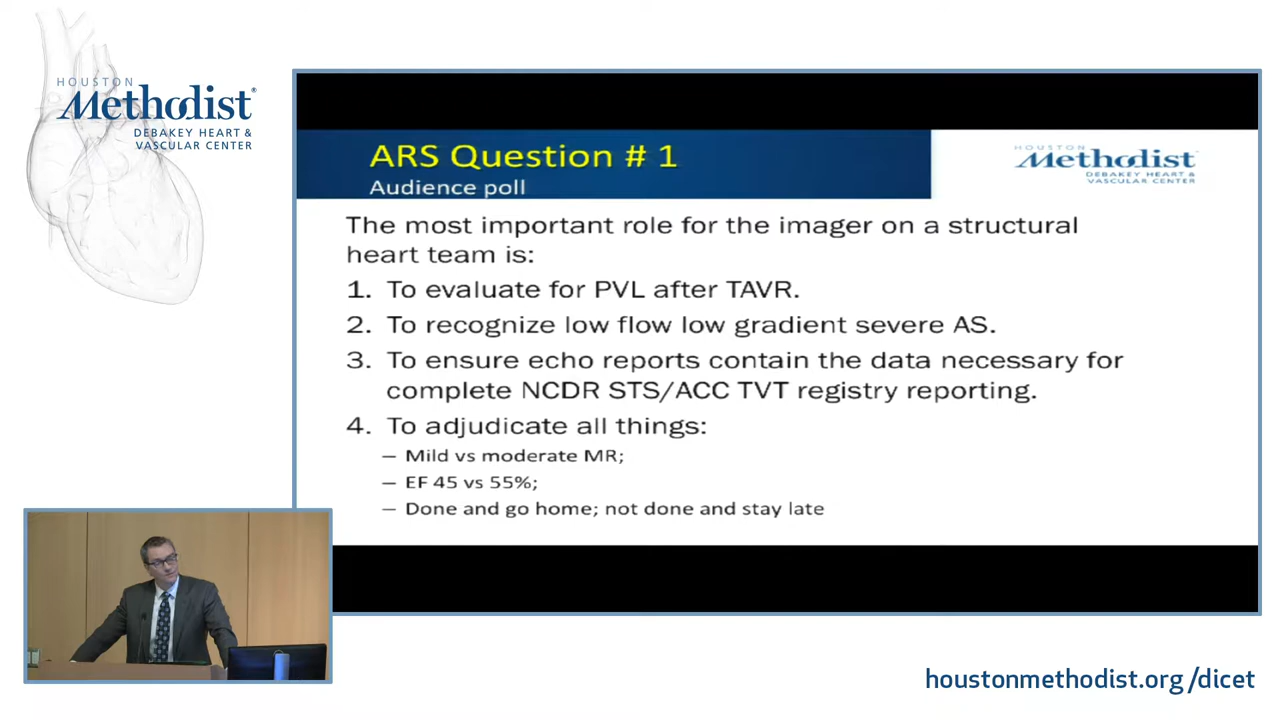 HOUSTON
Methodist®
DEBAKEY HEART &
VASCULAR CENTER
ARS Question # 1
Audience poll
HOUSTON
Methodist
DEBAKEY HEART &
VASCULAR CENTER
The most important role for the imager on a structural
heart team is:
1. To evaluate for PVL after TAVR.
2. To recognize low flow low gradient severe AS.
3. To ensure echo reports contain the data necessary for
complete NCDR STS/ACC TVT registry reporting.
4. To adjudicate all things:
– Mild vs moderate MR;
– EF 45 vs 55%;
– Done and go home; not done and stay late
houstonmethodist.org/dicet